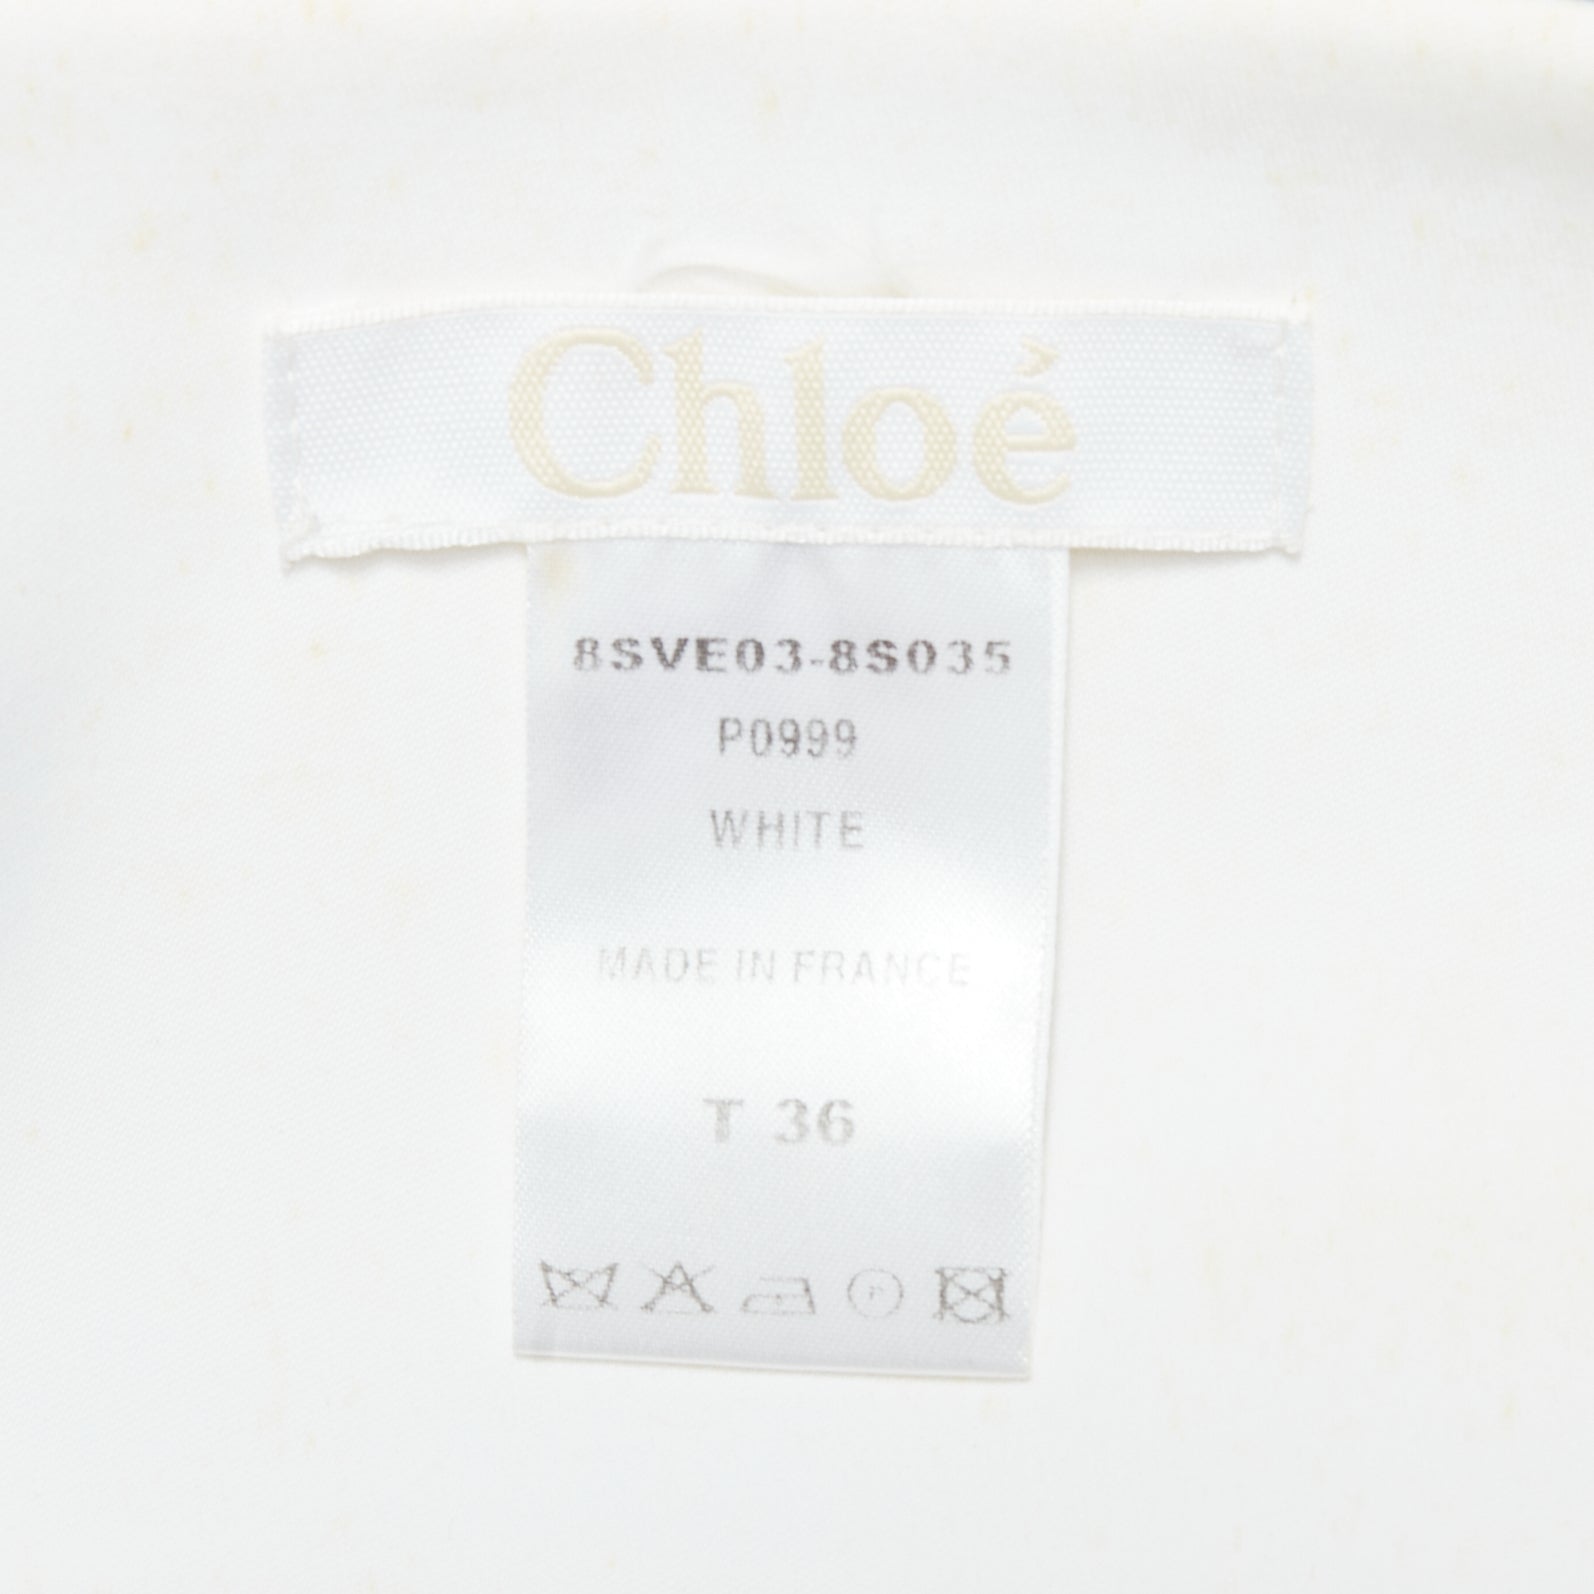 Chloé
8SVE03-8S035
P0999
WHITE
MADE IN FRANCE
T 36